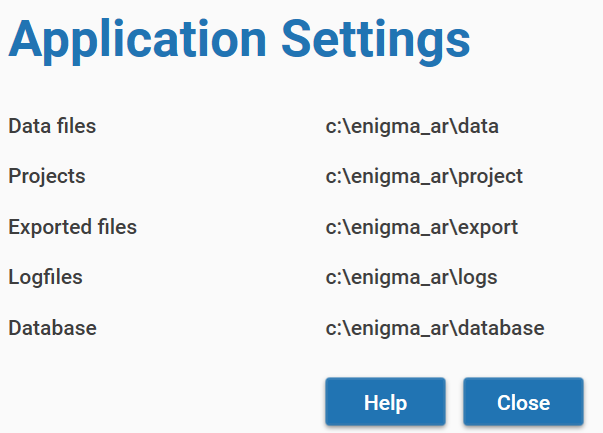 Application Settings
Data files c:\enigma_ar\data
Projects c:\enigma_ar\project
Exported files c:\enigma_ar\export
Logfiles c:\enigma_ar\logs
Database c:\enigma_ar\database
Help Close